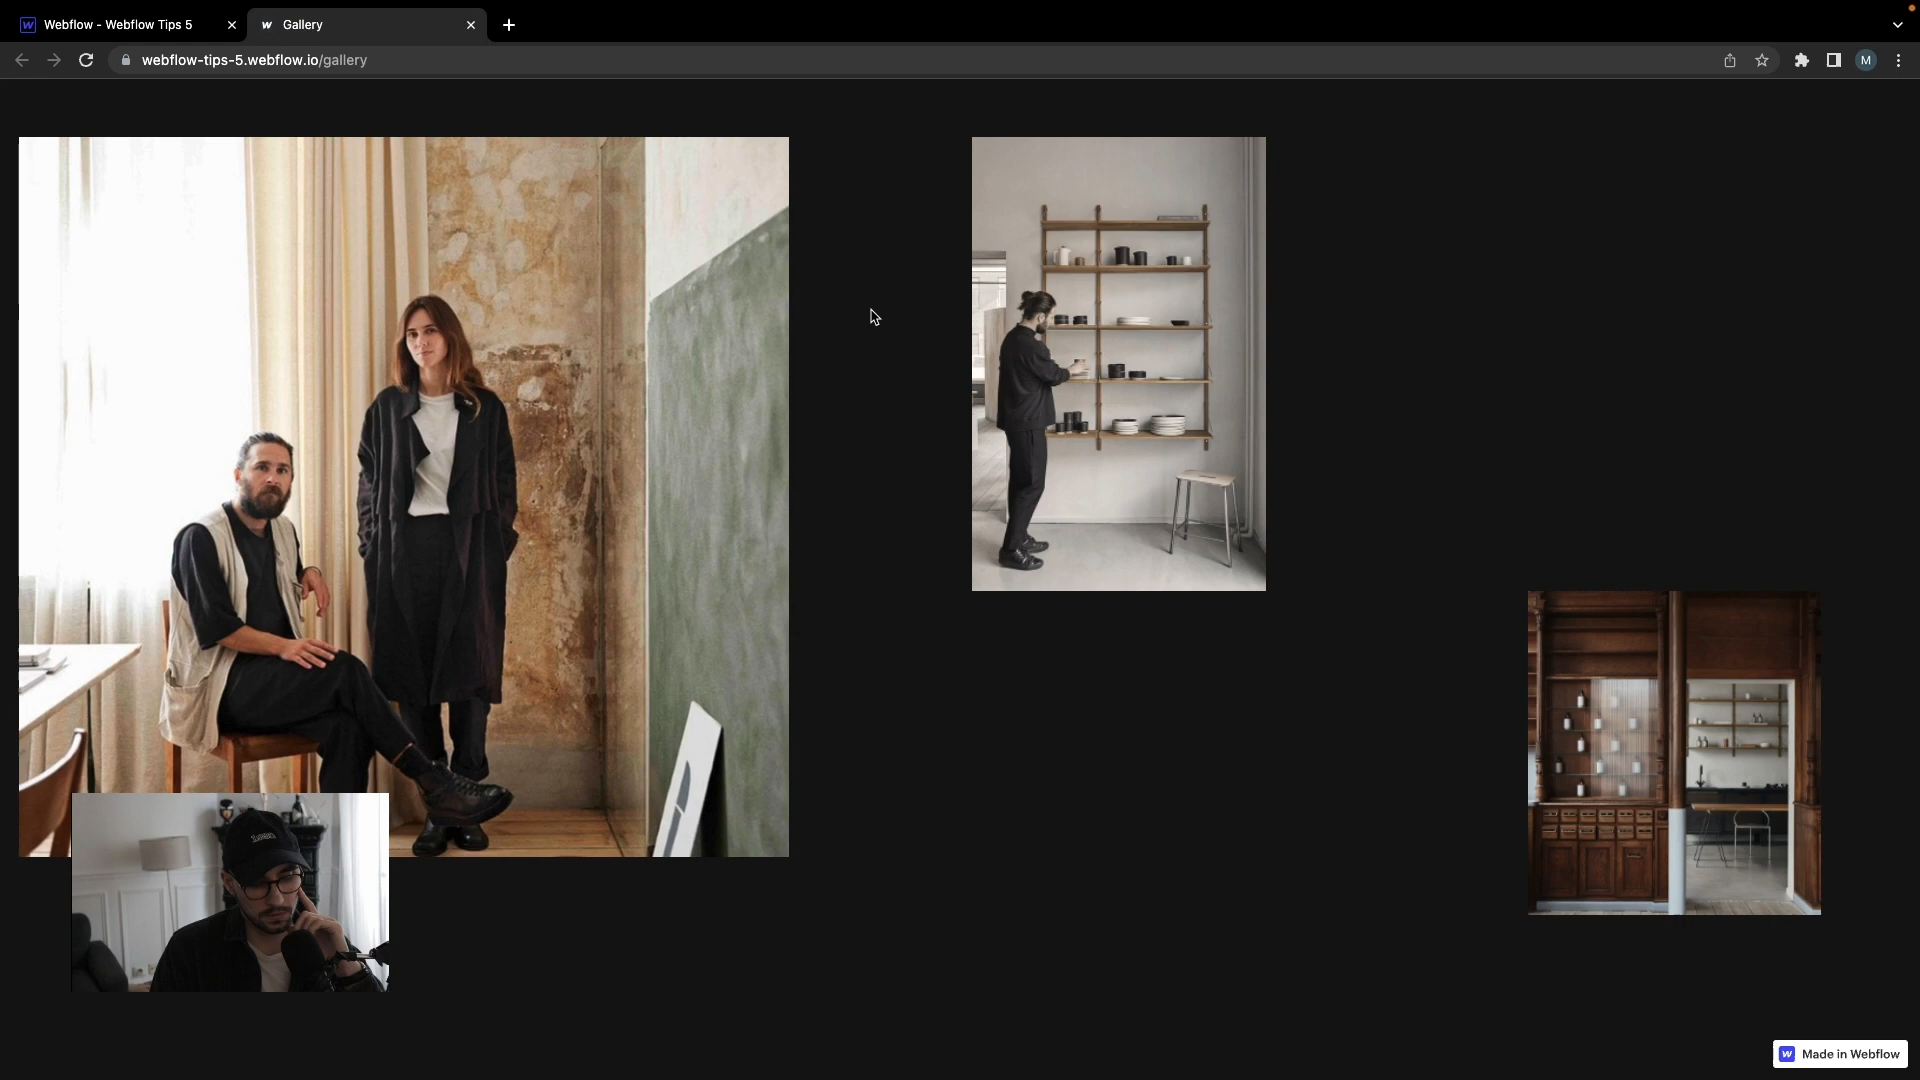 Webflow - Webflow Tips 5
Gallery
webflow-tips-5.webflow.io/gallery
M
Made in Webflow